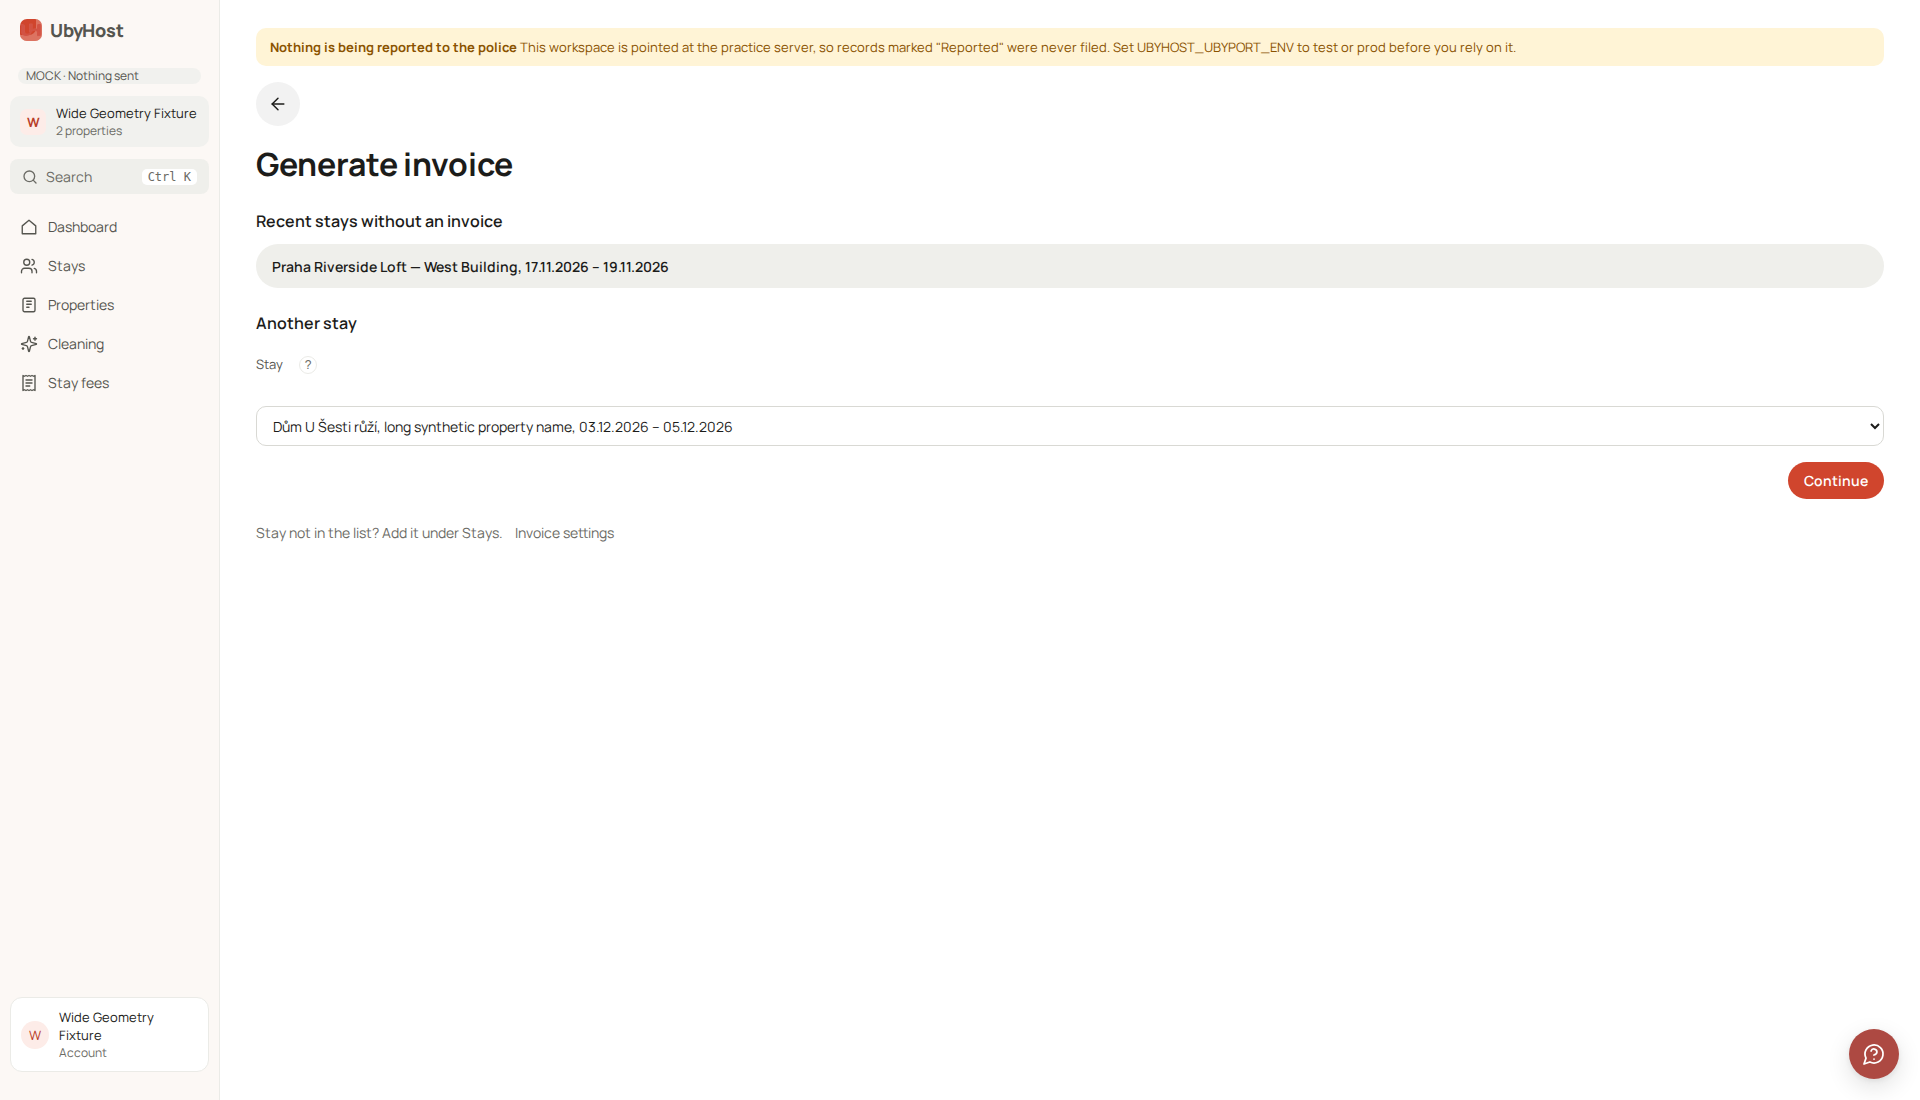 UbyHost
MOCK · Nothing sent
W
Wide Geometry Fixture
2 properties
Search
Ctrl K
Dashboard
Stays
Properties
Cleaning
Stay fees
W
Wide Geometry
Fixture
Account
Nothing is being reported to the police This workspace is pointed at the practice server, so records marked "Reported" were never filed. Set UBYHOST_UBYPORT_ENV to test or prod before you rely on it.
Generate invoice
Recent stays without an invoice
Praha Riverside Loft — West Building, 17.11.2026 – 19.11.2026
Another stay
Stay ?
Dům U Šesti růží, long synthetic property name, 03.12.2026 – 05.12.2026
Continue
Stay not in the list? Add it under Stays. Invoice settings